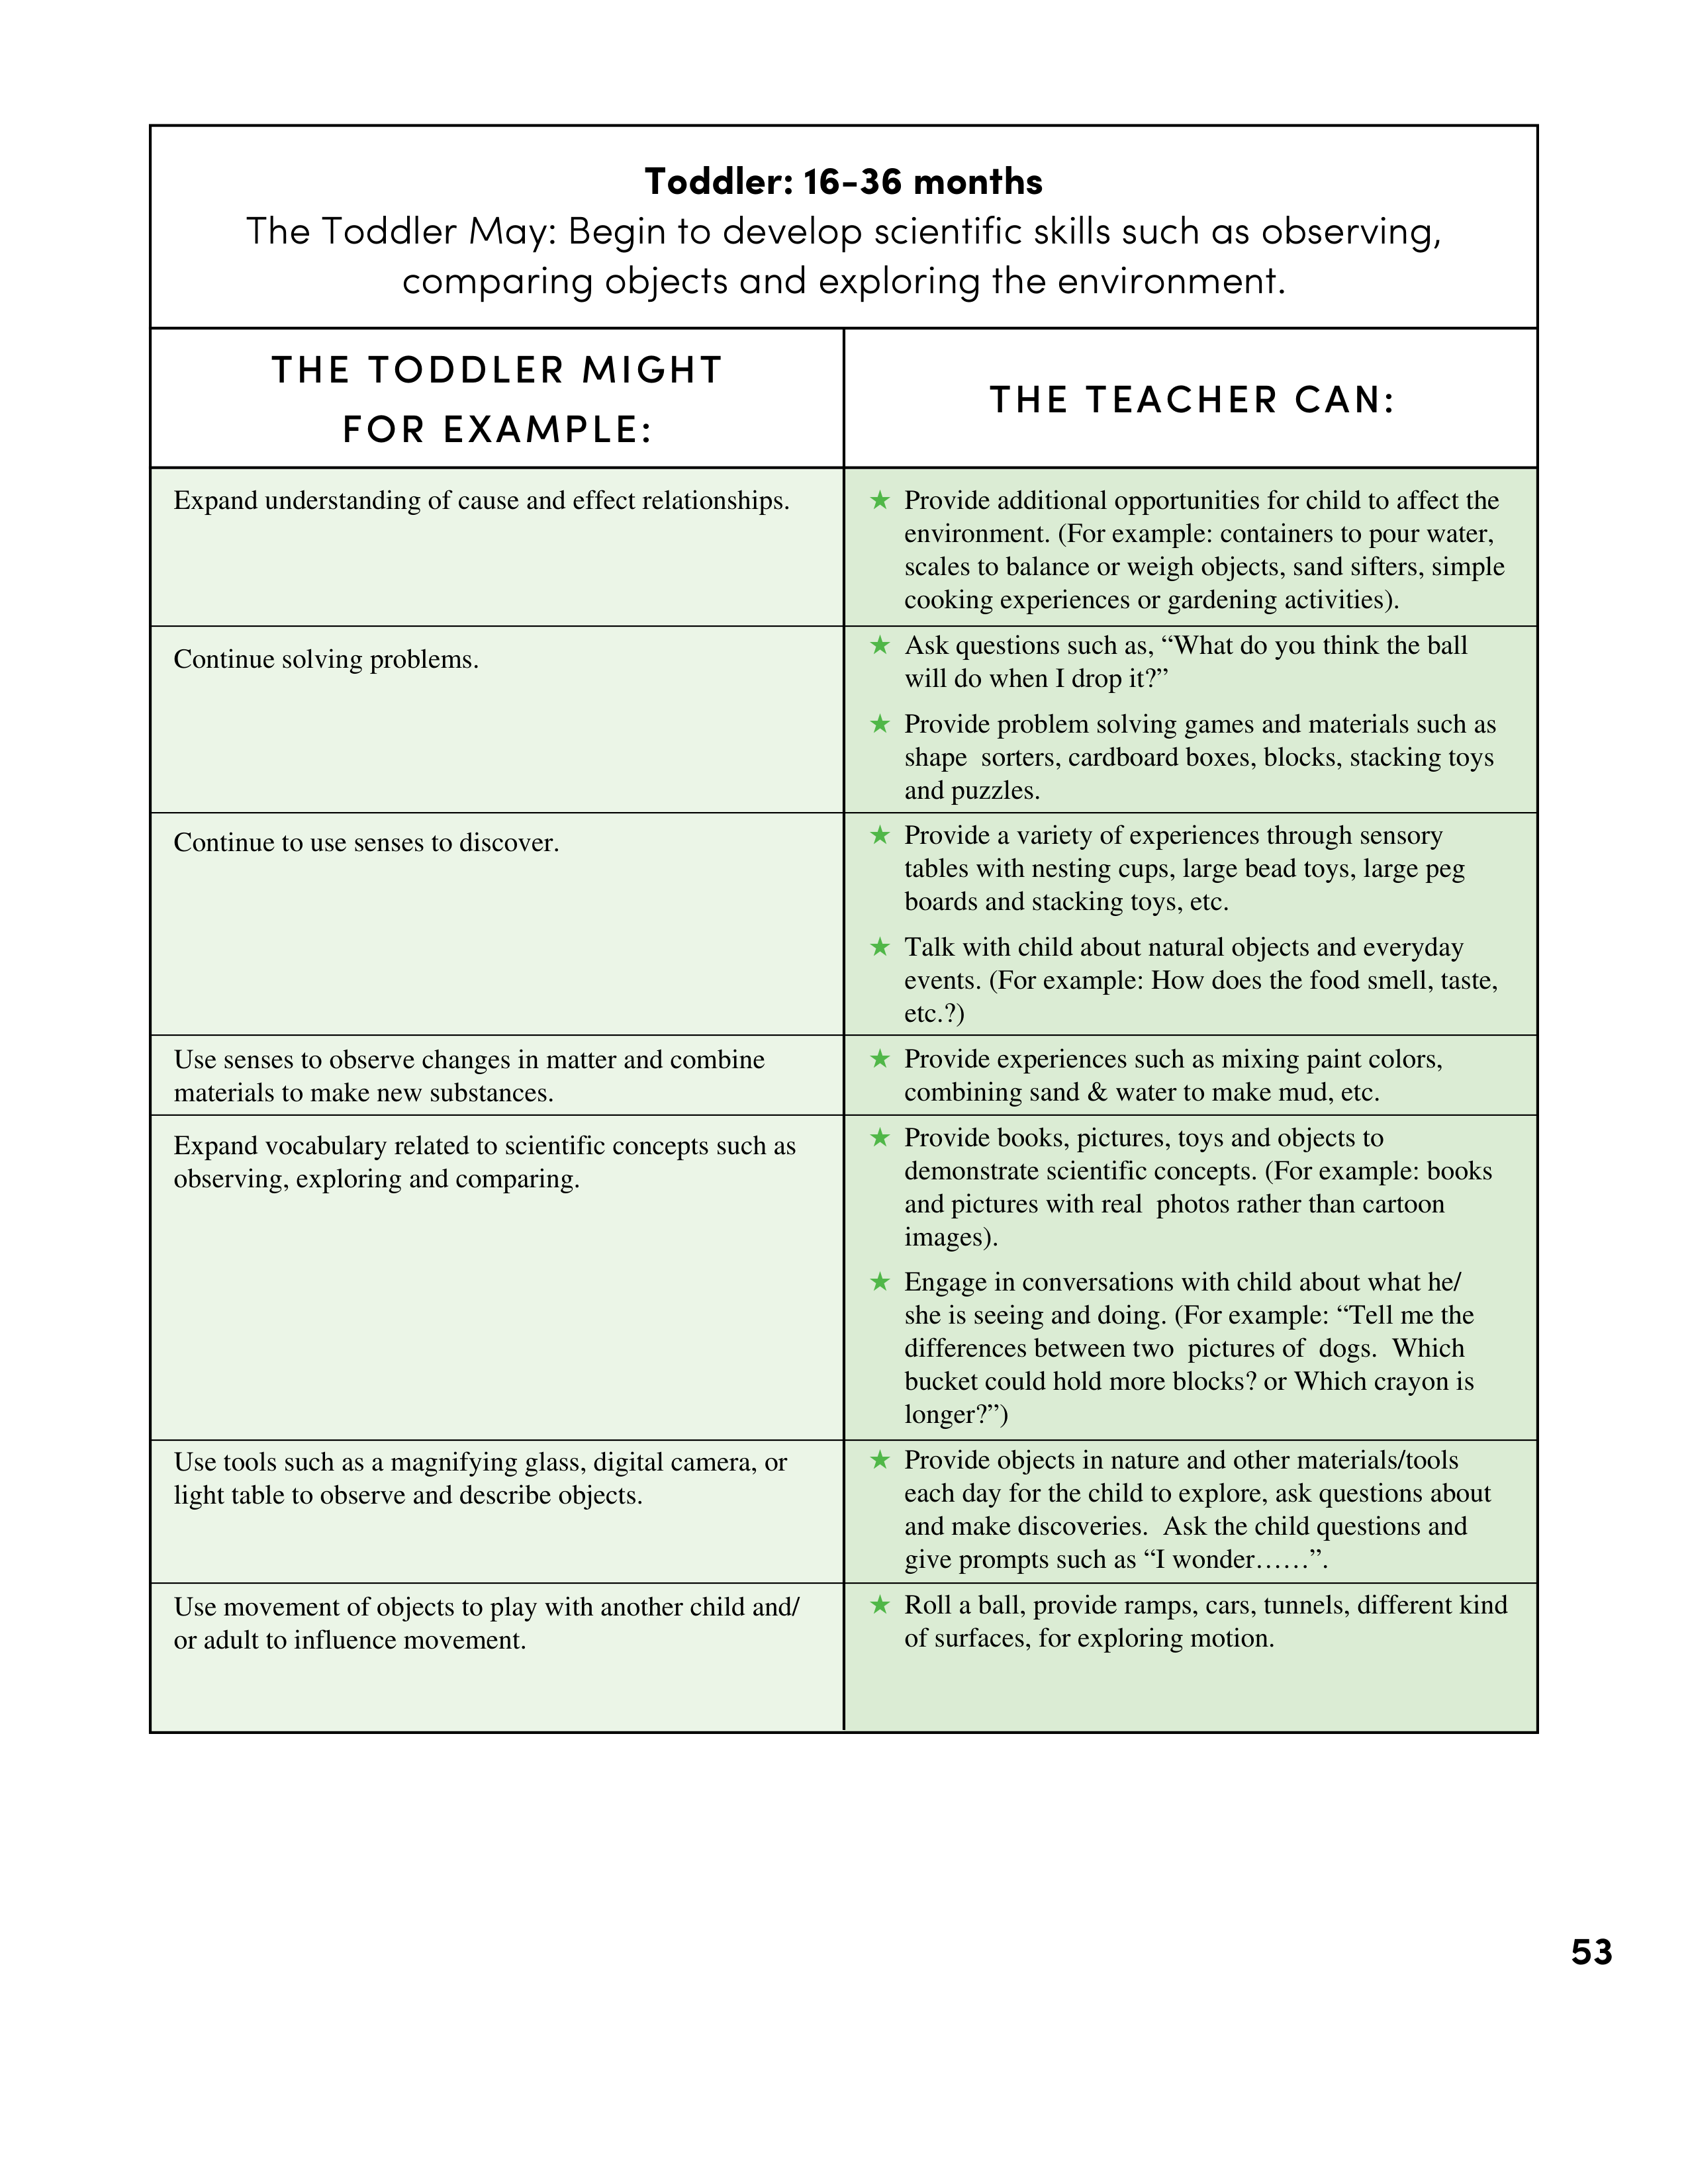 Toddler: 16-36 months
The Toddler May: Begin to develop scientific skills such as observing,
comparing objects and exploring the environment.
THE TODDLER MIGHT
FOR EXAMPLE:
THE TEACHER CAN:
Expand understanding of cause and effect relationships.
★ Provide additional opportunities for child to affect the
environment. (For example: containers to pour water,
scales to balance or weigh objects, sand sifters, simple
cooking experiences or gardening activities).
Continue solving problems.
★ Ask questions such as, “What do you think the ball
will do when I drop it?”
★ Provide problem solving games and materials such as
shape  sorters, cardboard boxes, blocks, stacking toys
and puzzles.
Continue to use senses to discover.
★ Provide a variety of experiences through sensory
tables with nesting cups, large bead toys, large peg
boards and stacking toys, etc.
★ Talk with child about natural objects and everyday
events. (For example: How does the food smell, taste,
etc.?)
Use senses to observe changes in matter and combine
materials to make new substances.
★ Provide experiences such as mixing paint colors,
combining sand & water to make mud, etc.
Expand vocabulary related to scientific concepts such as
observing, exploring and comparing.
★ Provide books, pictures, toys and objects to
demonstrate scientific concepts. (For example: books
and pictures with real  photos rather than cartoon
images).
★ Engage in conversations with child about what he/
she is seeing and doing. (For example: “Tell me the
differences between two  pictures of  dogs.  Which
bucket could hold more blocks? or Which crayon is
longer?”)
Use tools such as a magnifying glass, digital camera, or
light table to observe and describe objects.
★ Provide objects in nature and other materials/tools
each day for the child to explore, ask questions about
and make discoveries.  Ask the child questions and
give prompts such as “I wonder……”.
Use movement of objects to play with another child and/
or adult to influence movement.
★ Roll a ball, provide ramps, cars, tunnels, different kind
of surfaces, for exploring motion.
53